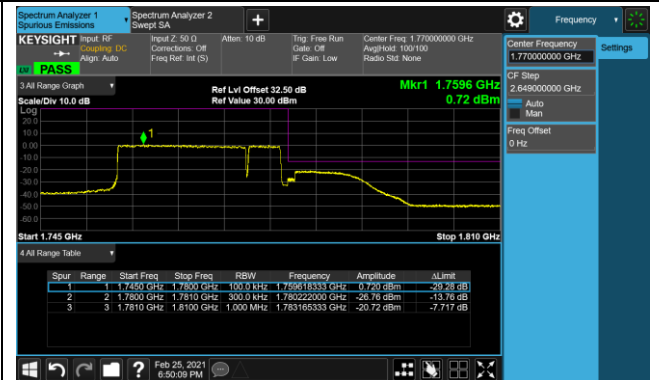 Spectrum Analyzer 1
Spurious Emissions
Spectrum Analyzer 2
Swept SA
Frequency
KEYSIGHT
Input: RF
Coupling: DC
Align: Auto
Input Z: 50 Ω
Corrections: Off
Freq Ref: Int (S)
Atten: 10 dB
Trig: Free Run
Gate: Off
IF Gain: Low
Center Freq: 1.770000000 GHz
Avg|Hold: 100/100
Radio Std: None
PASS
Center Frequency
1.770000000 GHz
Settings
CF Step
2.649000000 GHz
Auto
Man
Freq Offset
0 Hz
3 All Range Graph
Scale/Div 10.0 dB
Ref Lvl Offset 32.50 dB
Ref Value 30.00 dBm
Mkr1 1.7596 GHz
0.72 dBm
Log
20.0
10.0
0.00
-10.0
-20.0
-30.0
-40.0
-50.0
-60.0
1
Start 1.745 GHz
Stop 1.810 GHz
4 All Range Table
Spur Range Start Freq Stop Freq RBW Frequency Amplitude ΔLimit
1 1 1.7450 GHz 1.7800 GHz 100.0 kHz 1.759618333 GHz 0.720 dBm -29.28 dB
2 2 1.7800 GHz 1.7810 GHz 300.0 kHz 1.780222000 GHz -26.76 dBm -13.76 dB
3 3 1.7810 GHz 1.8100 GHz 1.000 MHz 1.783165333 GHz -20.72 dBm -7.717 dB
Feb 25, 2021
6:50:09 PM